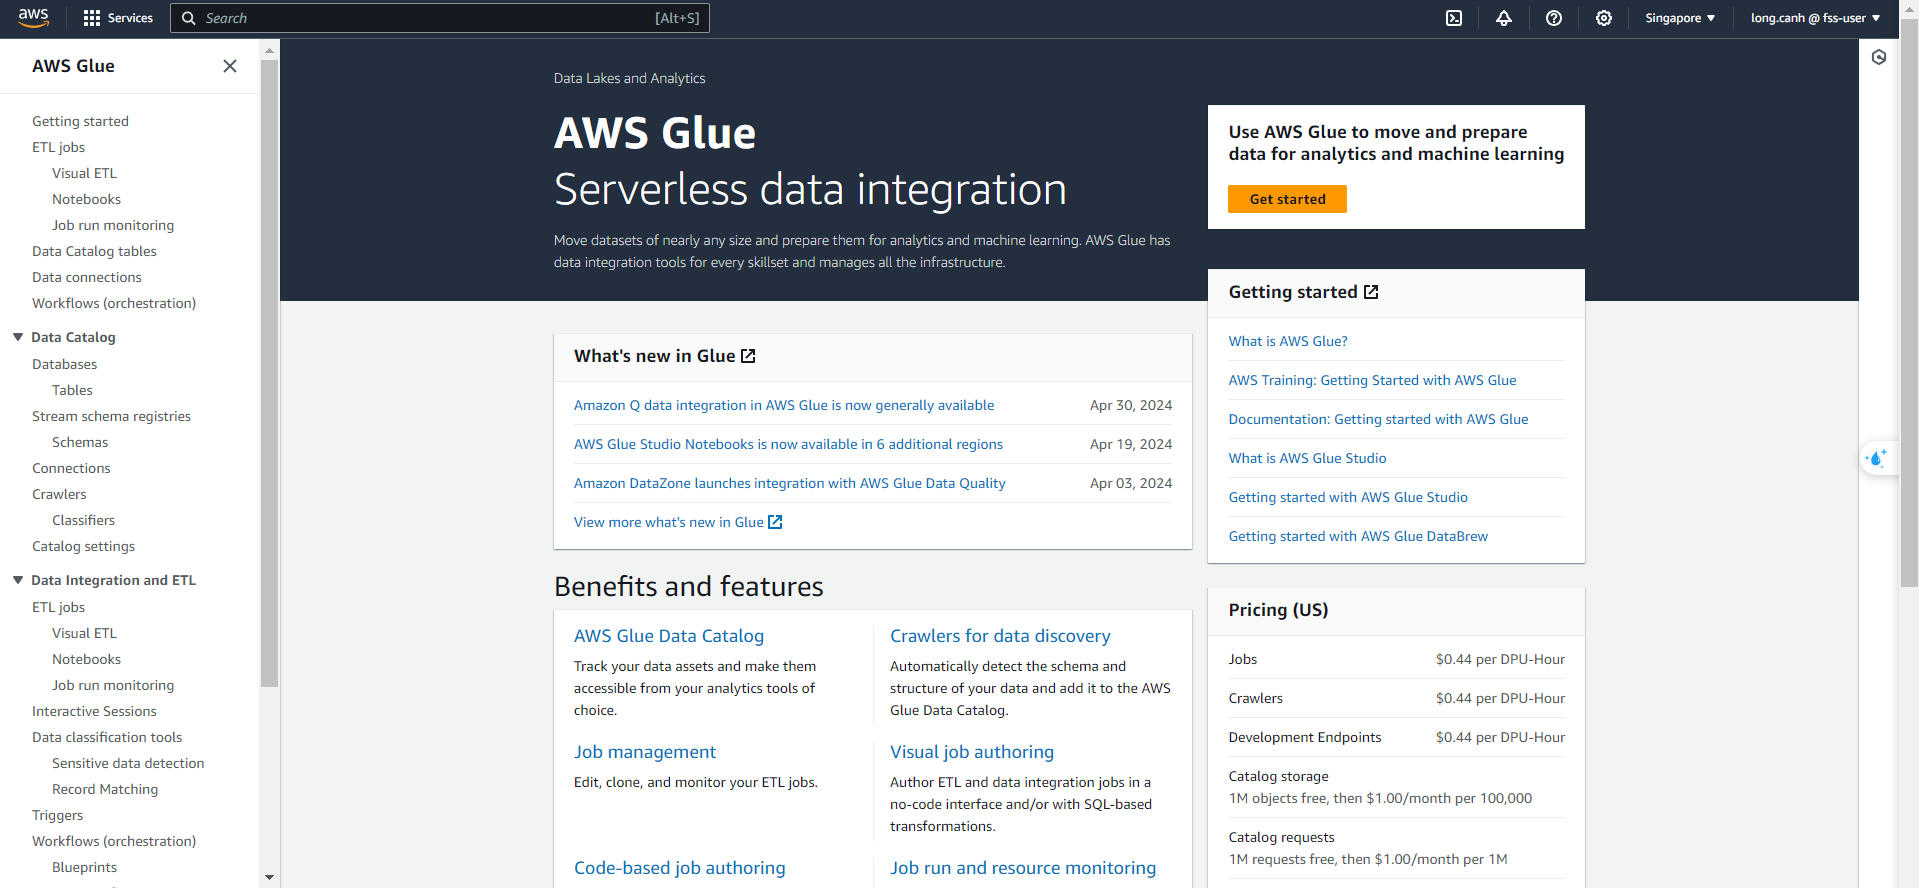 aws
Services
Search
[Alt+S]
Singapore
long.canh @ fss-user
AWS Glue
Getting started
ETL jobs
Visual ETL
Notebooks
Job run monitoring
Data Catalog tables
Data connections
Workflows (orchestration)
Data Catalog
Databases
Tables
Stream schema registries
Schemas
Connections
Crawlers
Classifiers
Catalog settings
Data Integration and ETL
ETL jobs
Visual ETL
Notebooks
Job run monitoring
Interactive Sessions
Data classification tools
Sensitive data detection
Record Matching
Triggers
Workflows (orchestration)
Blueprints
Data Lakes and Analytics
AWS Glue
Serverless data integration
Move datasets of nearly any size and prepare them for analytics and machine learning. AWS Glue has
data integration tools for every skillset and manages all the infrastructure.
Use AWS Glue to move and prepare
data for analytics and machine learning
Get started
What's new in Glue
Amazon Q data integration in AWS Glue is now generally available Apr 30, 2024
AWS Glue Studio Notebooks is now available in 6 additional regions Apr 19, 2024
Amazon DataZone launches integration with AWS Glue Data Quality Apr 03, 2024
View more what's new in Glue
Benefits and features
AWS Glue Data Catalog
Track your data assets and make them
accessible from your analytics tools of
choice.
Crawlers for data discovery
Automatically detect the schema and
structure of your data and add it to the AWS
Glue Data Catalog.
Job management
Edit, clone, and monitor your ETL jobs.
Visual job authoring
Author ETL and data integration jobs in a
no-code interface and/or with SQL-based
transformations.
Code-based job authoring
Job run and resource monitoring
Getting started
What is AWS Glue?
AWS Training: Getting Started with AWS Glue
Documentation: Getting started with AWS Glue
What is AWS Glue Studio
Getting started with AWS Glue Studio
Getting started with AWS Glue DataBrew
Pricing (US)
Jobs $0.44 per DPU-Hour
Crawlers $0.44 per DPU-Hour
Development Endpoints $0.44 per DPU-Hour
Catalog storage
1M objects free, then $1.00/month per 100,000
Catalog requests
1M requests free, then $1.00/month per 1M